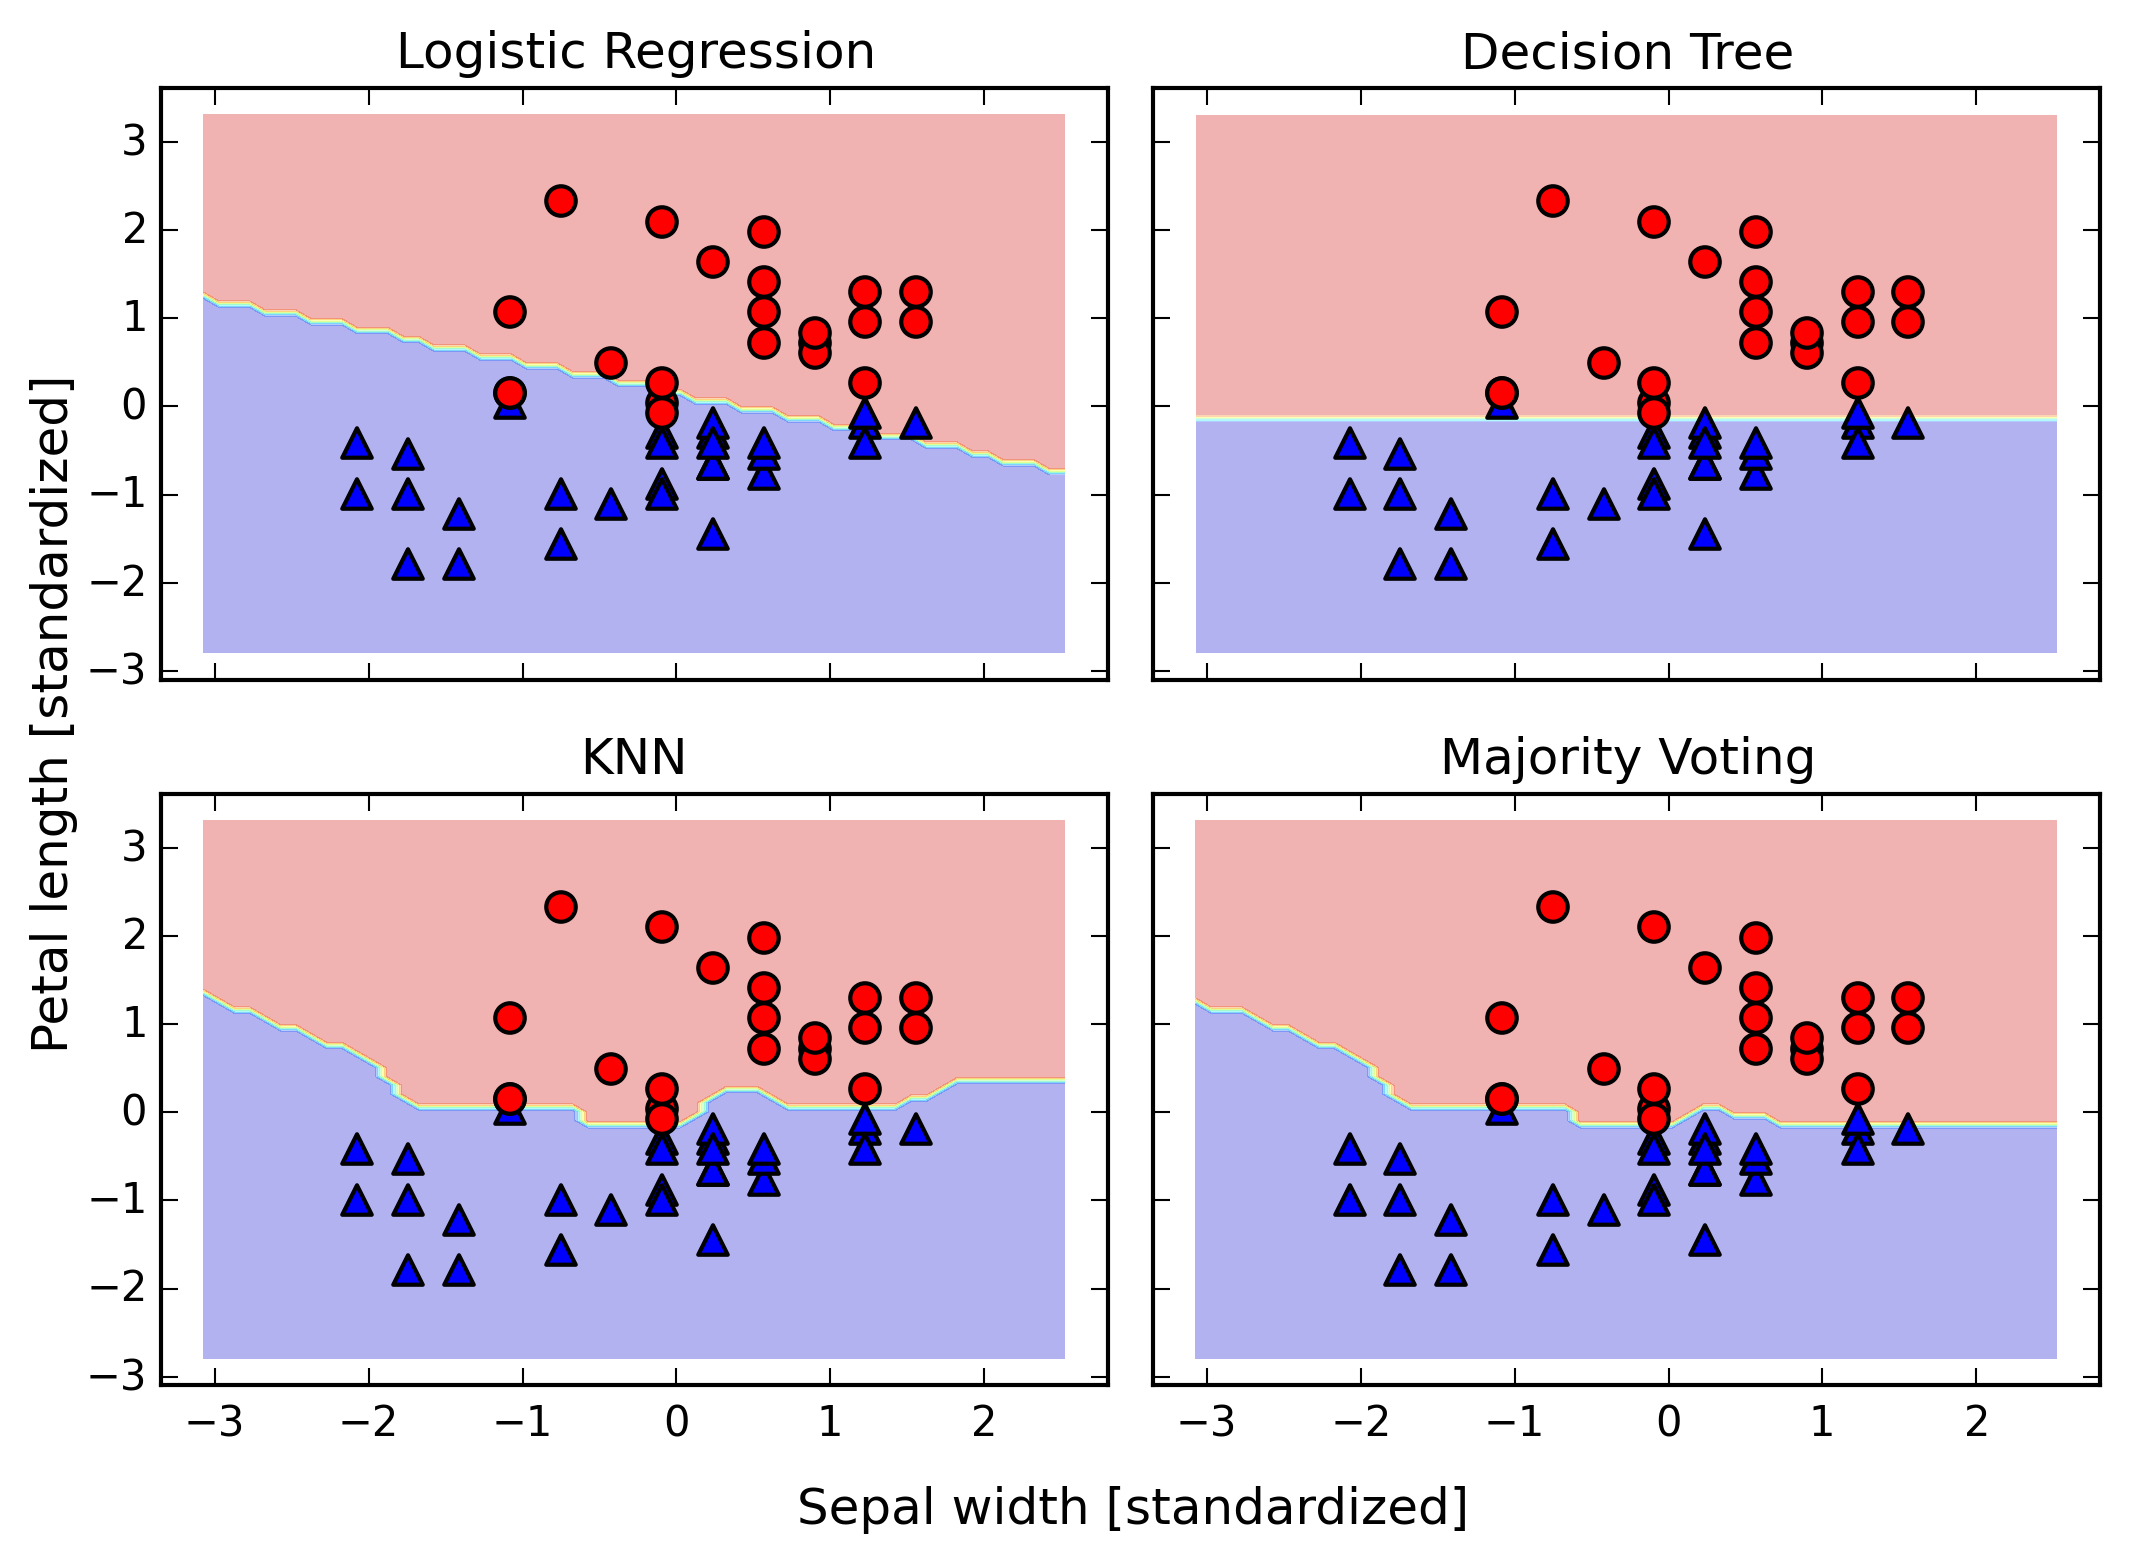 Logistic Regression
Decision Tree
3
2
1
0
−1
−2
−3
KNN
Majority Voting
3
2
1
0
−1
−2
−3
−3 −2 −1 0 1 2
−3 −2 −1 0 1 2
Petal length [standardized]
Sepal width [standardized]